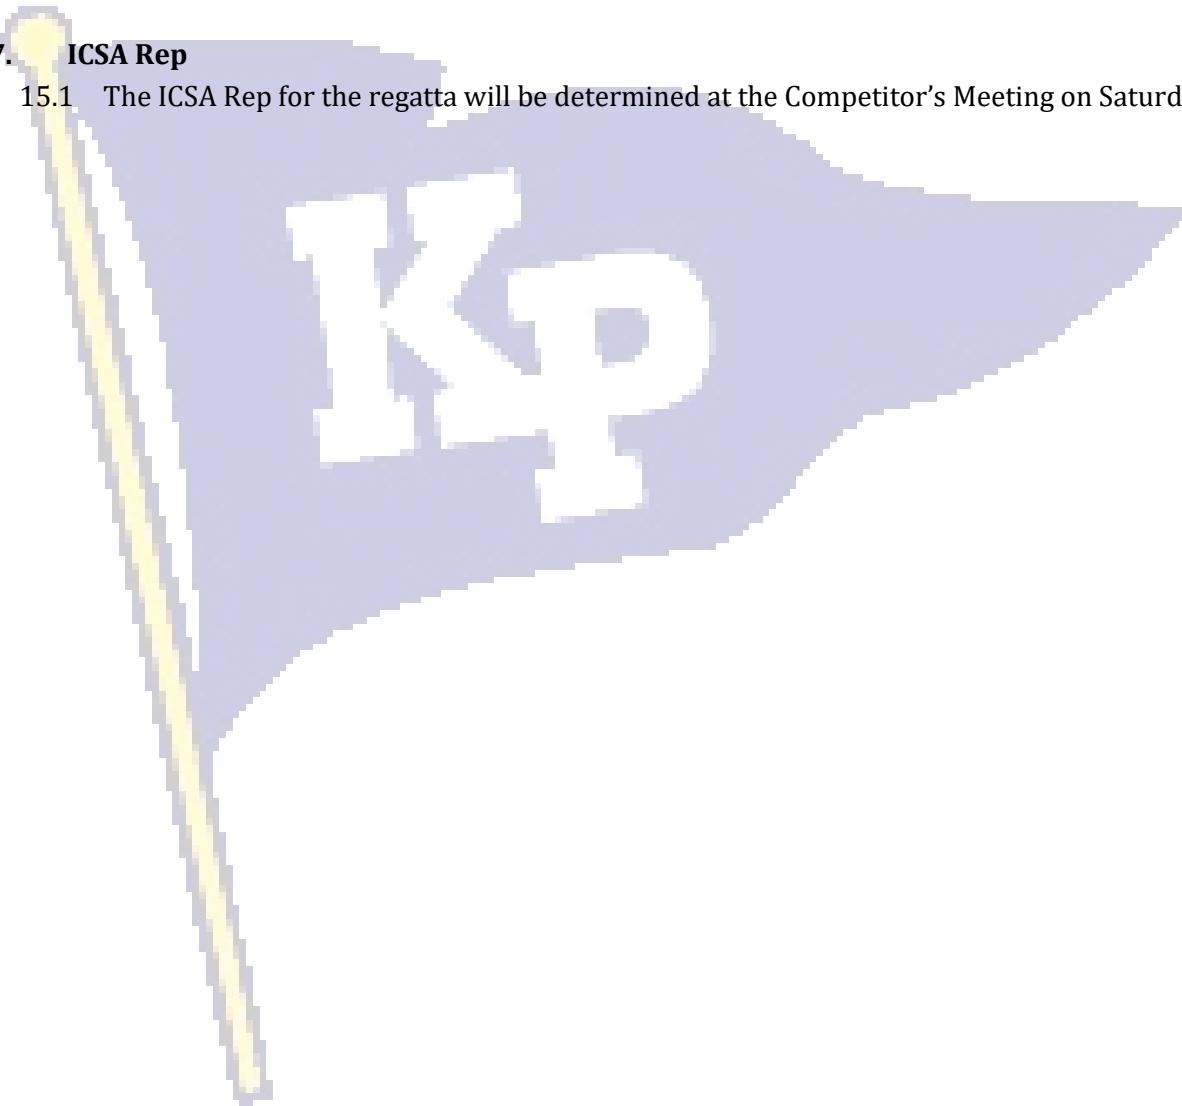 7. ICSA Rep
15.1 The ICSA Rep for the regatta will be determined at the Competitor’s Meeting on Saturd
KP